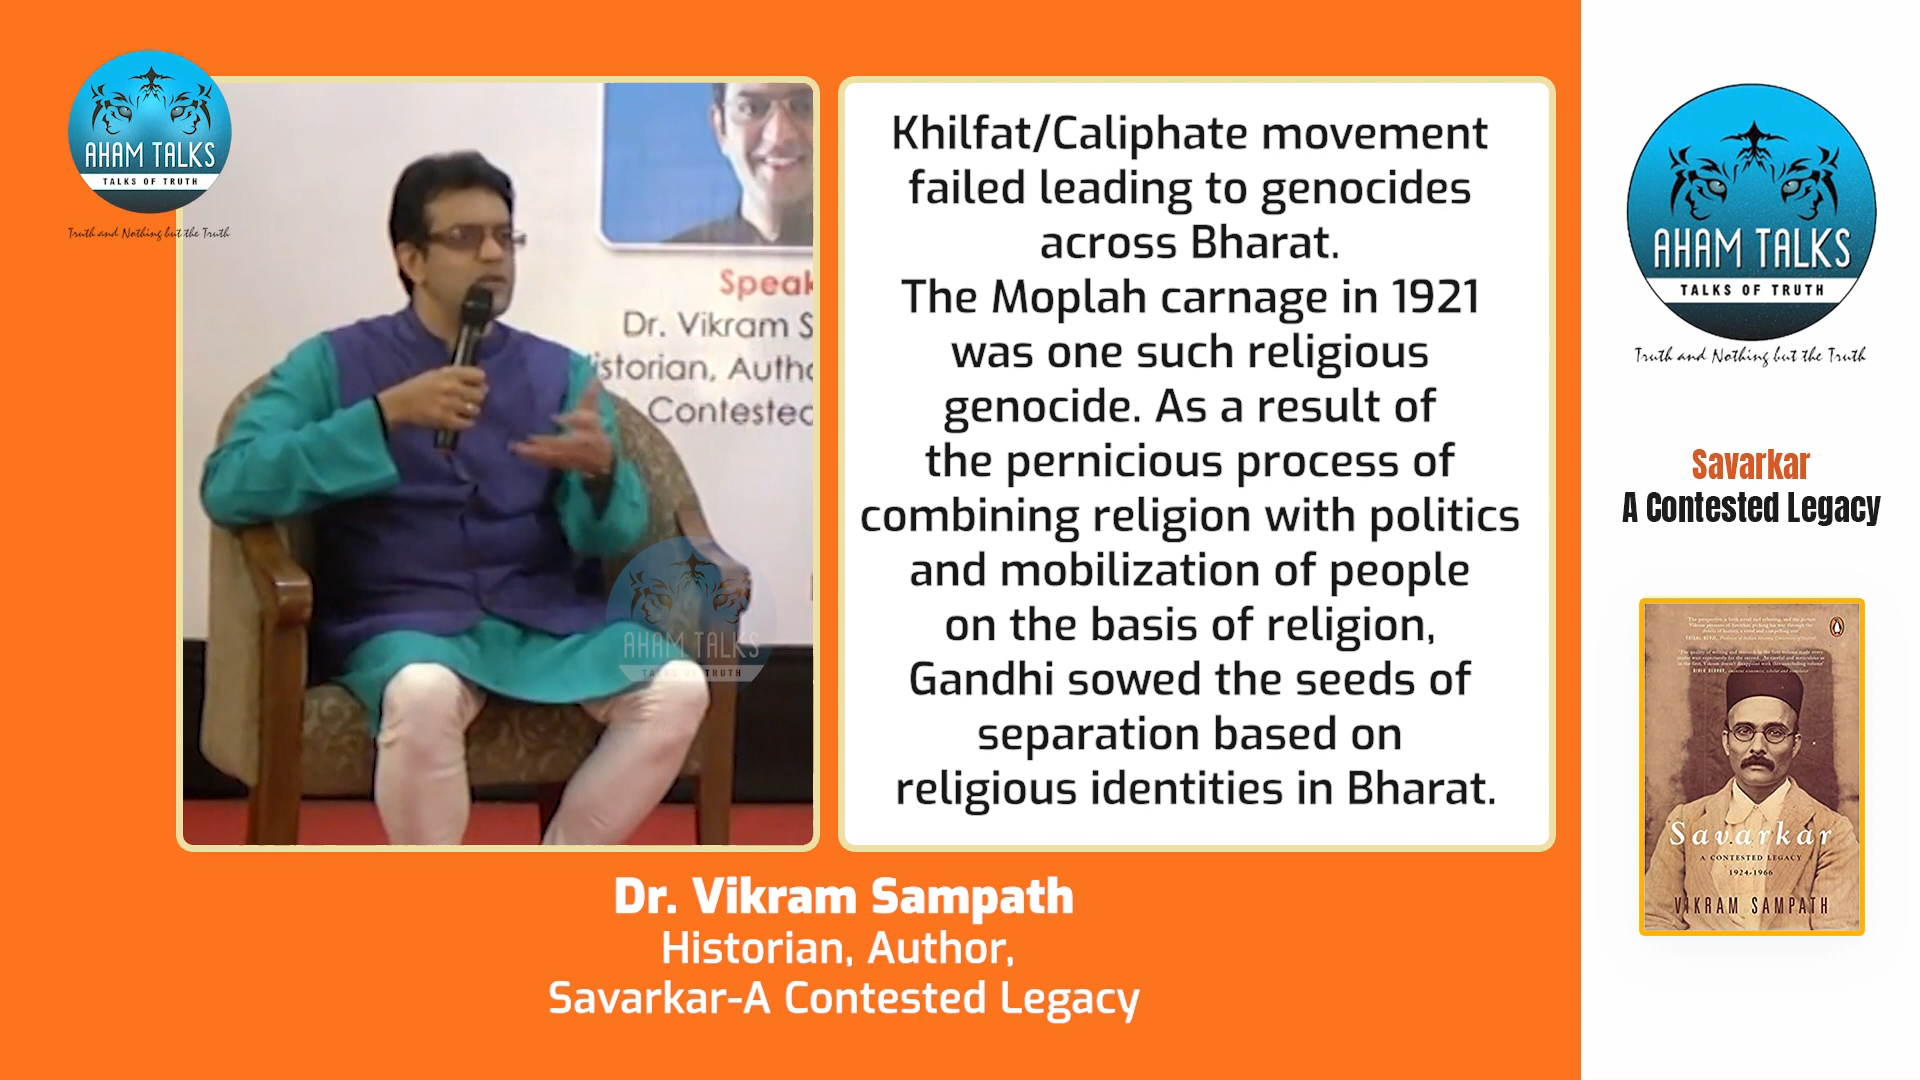 AHAM TALKS
TALKS OF TRUTH
Truth and Nothing but the Truth
Speak
Dr. Vikram S
istorian, Autho
Contested
AHAM TALKS
TALKS OF TRUTH
Khilfat/Caliphate movement
failed leading to genocides
across Bharat.
The Moplah carnage in 1921
was one such religious
genocide. As a result of
the pernicious process of
combining religion with politics
and mobilization of people
on the basis of religion,
Gandhi sowed the seeds of
separation based on
religious identities in Bharat.
Dr. Vikram Sampath
Historian, Author,
Savarkar-A Contested Legacy
AHAM TALKS
TALKS OF TRUTH
Truth and Nothing but the Truth
Savarkar
A Contested Legacy
Savarkar
A CONTESTED LEGACY
1924-1966
VIKRAM SAMPATH